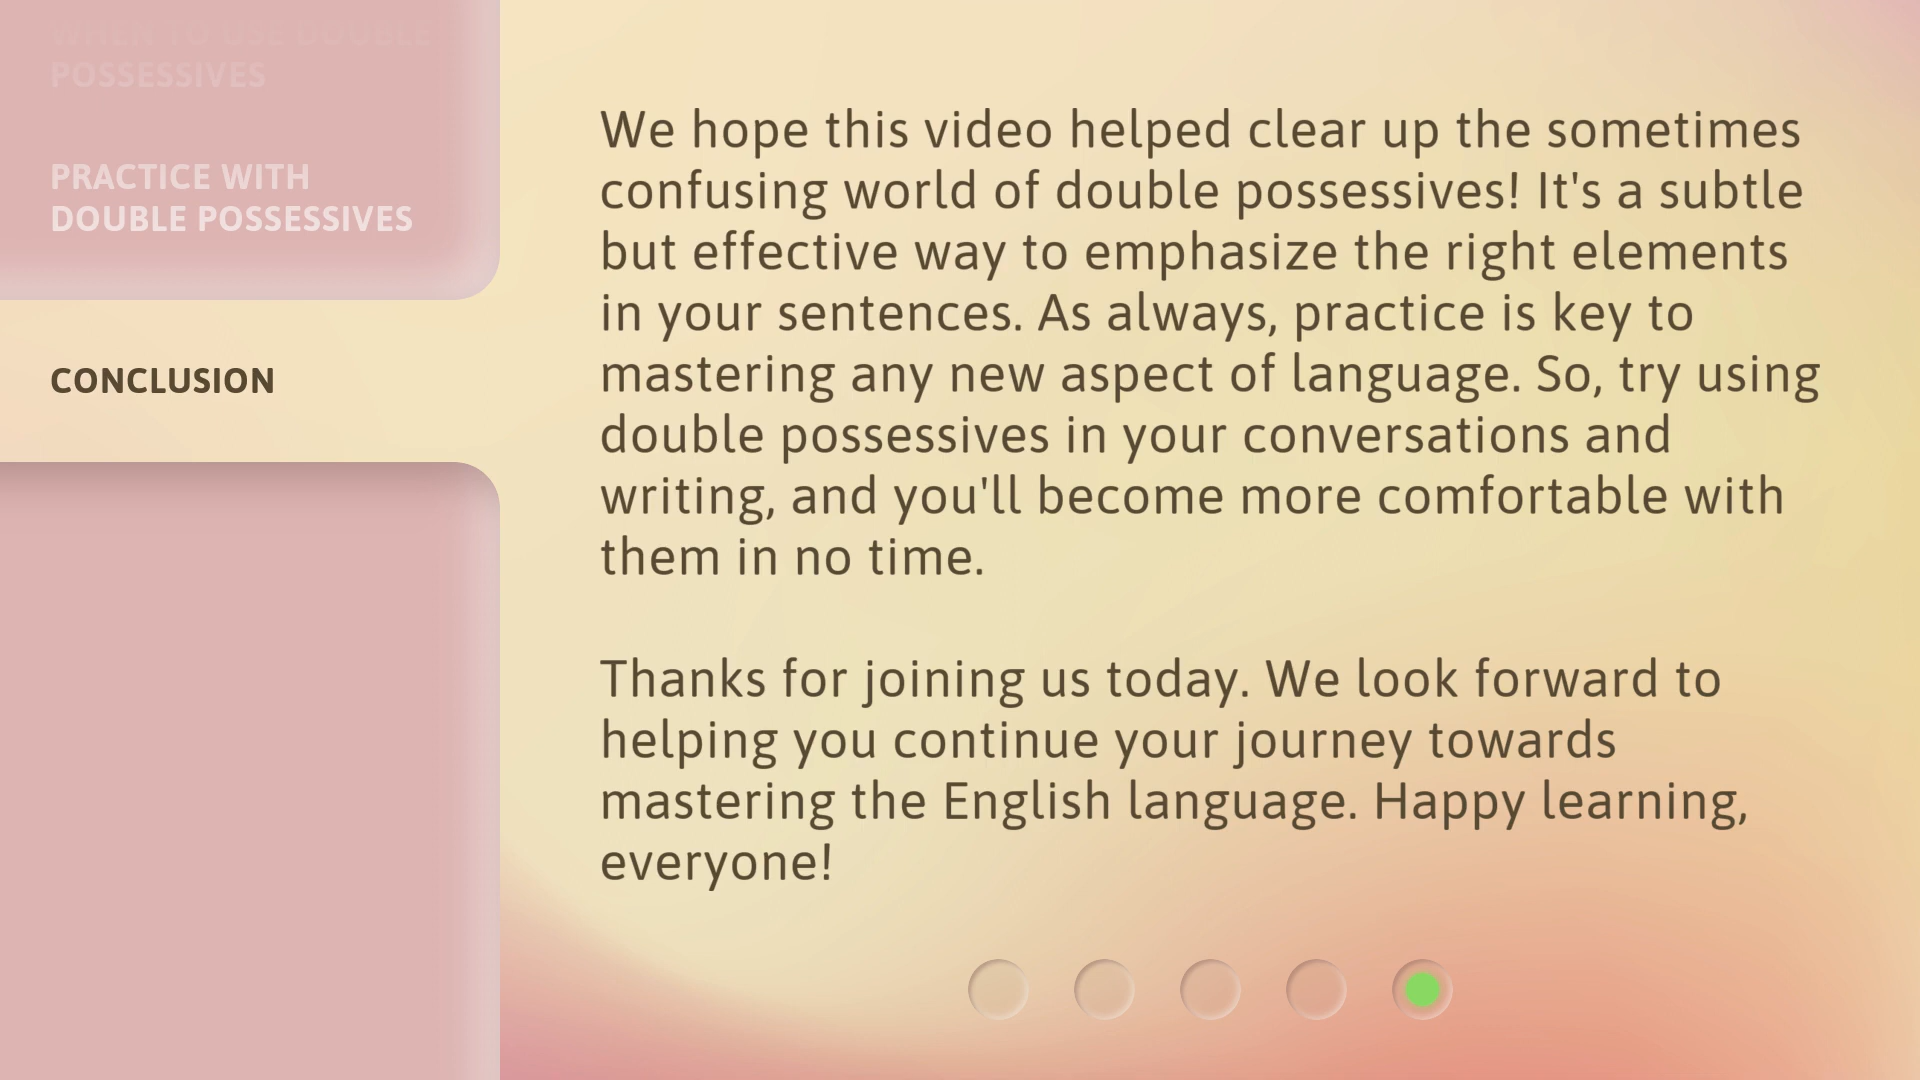 WHEN TO USE DOUBLE
POSSESSIVES
PRACTICE WITH
DOUBLE POSSESSIVES
CONCLUSION
We hope this video helped clear up the sometimes
confusing world of double possessives! It's a subtle
but effective way to emphasize the right elements
in your sentences. As always, practice is key to
mastering any new aspect of language. So, try using
double possessives in your conversations and
writing, and you'll become more comfortable with
them in no time.
Thanks for joining us today. We look forward to
helping you continue your journey towards
mastering the English language. Happy learning,
everyone!